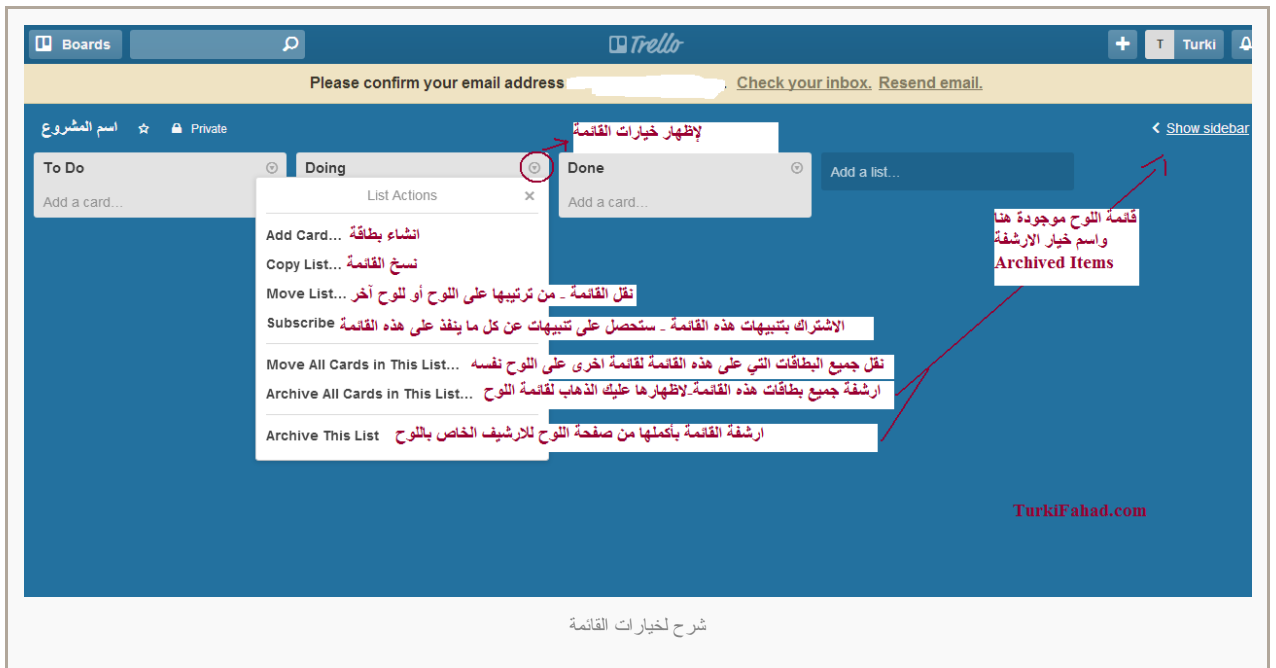 Boards
Trello
T Turki
Please confirm your email address . Check your inbox. Resend email.
اسم المشروع
Private
لإظهار خيارات القائمة
Show sidebar
To Do
Doing
Done
Add a list...
Add a card...
Add a card...
List Actions
قائمة اللوح موجودة هنا
واسم خيار الارشفة
Archived Items
Add Card... انشاء بطاقة
Copy List... نسخ القائمة
Move List... نقل القائمة - من ترتيبها على اللوح أو للوح آخر
Subscribe الاشتراك بتنبيهات هذه القائمة - ستحصل على تنبيهات عن كل ما ينفذ على هذه القائمة
Move All Cards in This List... نقل جميع البطاقات التي على هذه القائمة لقائمة اخرى على اللوح نفسه
Archive All Cards in This List... ارشفة جميع بطاقات هذه القائمة-لاظهارها عليك الذهاب لقائمة اللوح
Archive This List ارشفة القائمة بأكملها من صفحة اللوح للارشيف الخاص باللوح
TurkiFahad.com
شرح لخيارات القائمة